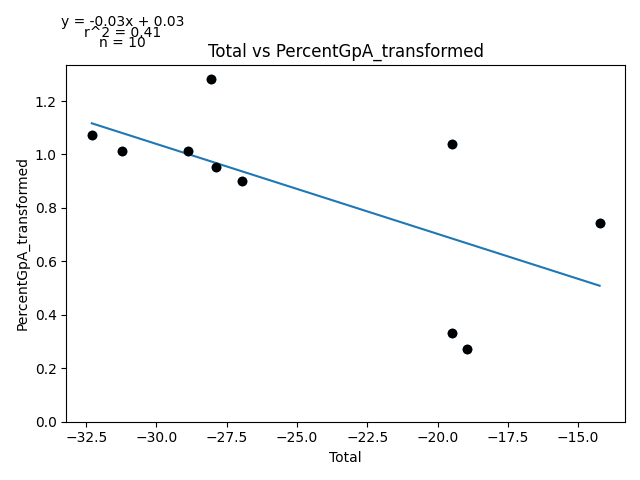 y = -0.03x + 0.03
r^2 = 0.41
n = 10
Total vs PercentGpA_transformed
1.2
1.0
0.8
0.6
0.4
0.2
0.0
PercentGpA_transformed
−32.5 −30.0 −27.5 −25.0 −22.5 −20.0 −17.5 −15.0
Total